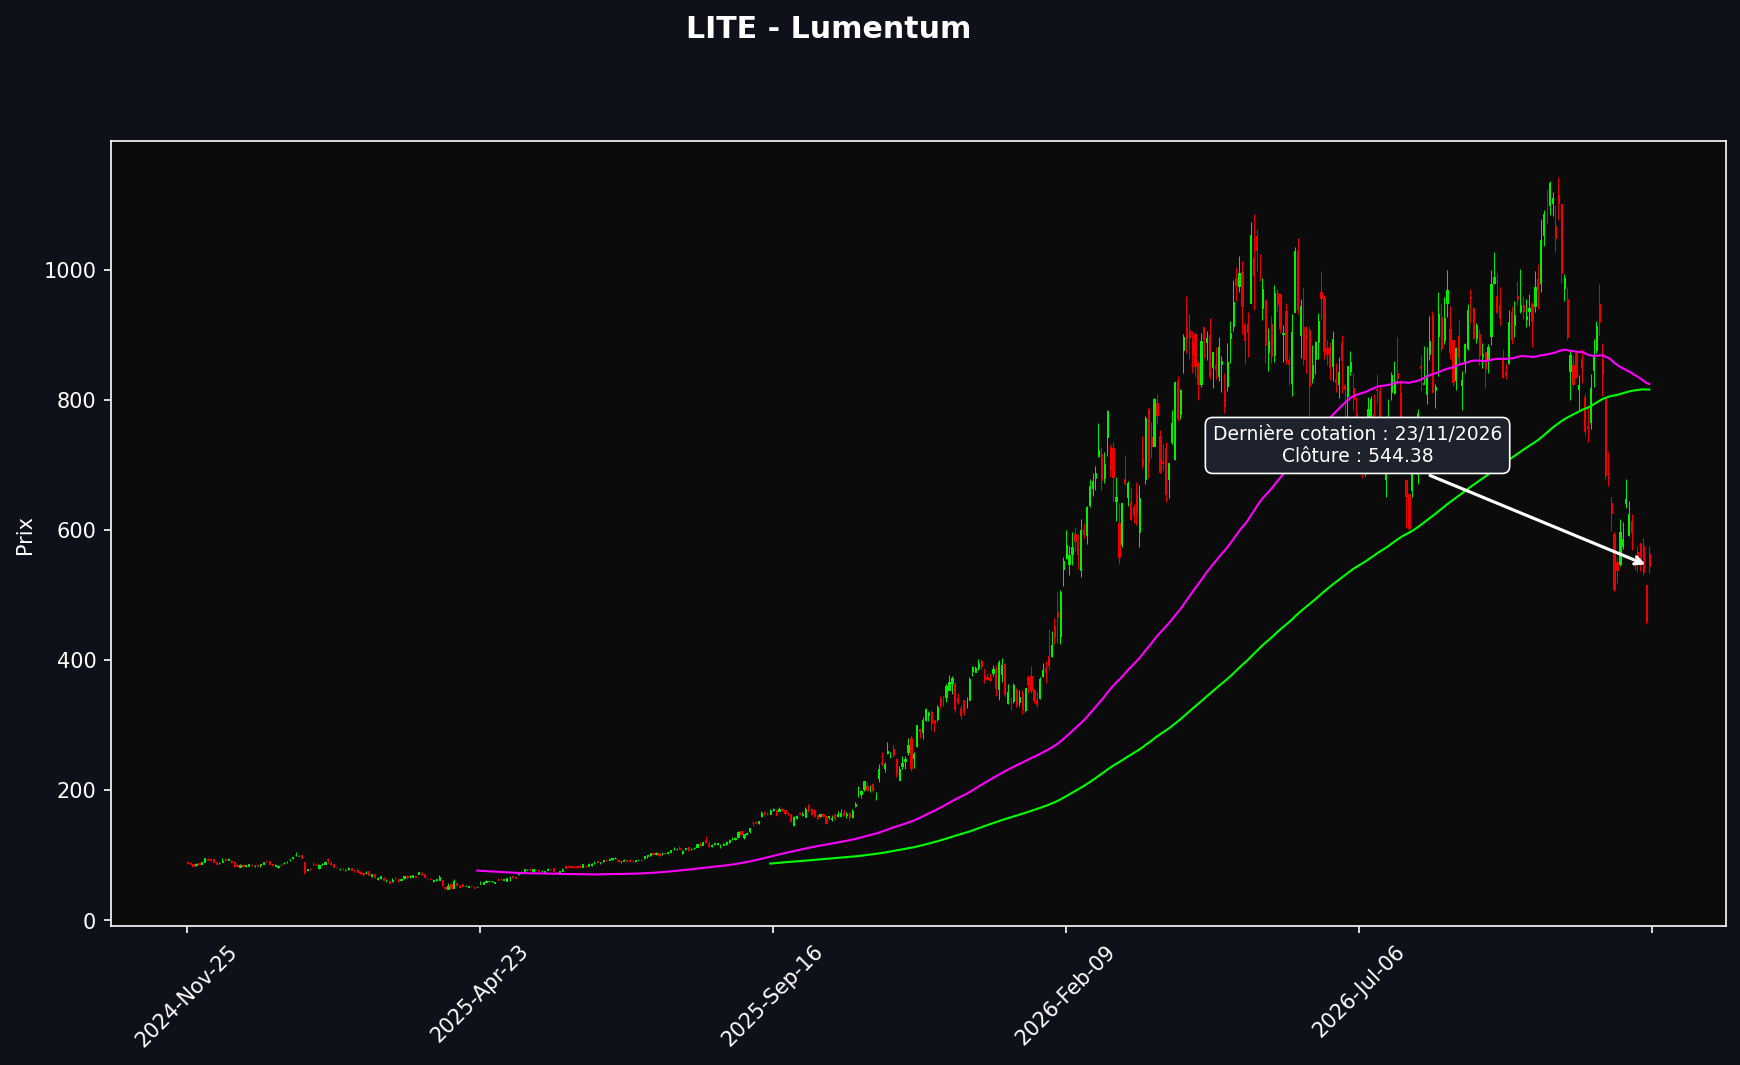 LITE - Lumentum
Prix
1000
800
600
400
200
0
Dernière cotation : 23/11/2026
Clôture : 544.38
2024-Nov-25
2025-Apr-23
2025-Sep-16
2026-Feb-09
2026-Jul-06